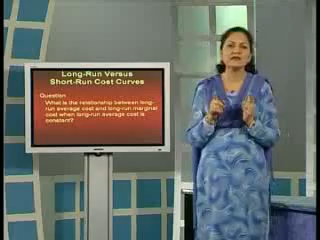 Long-Run Versus
Short-Run Cost Curves
Question
What is the relationship between long-
run average cost and long-run marginal
cost when long-run average cost is
constant?